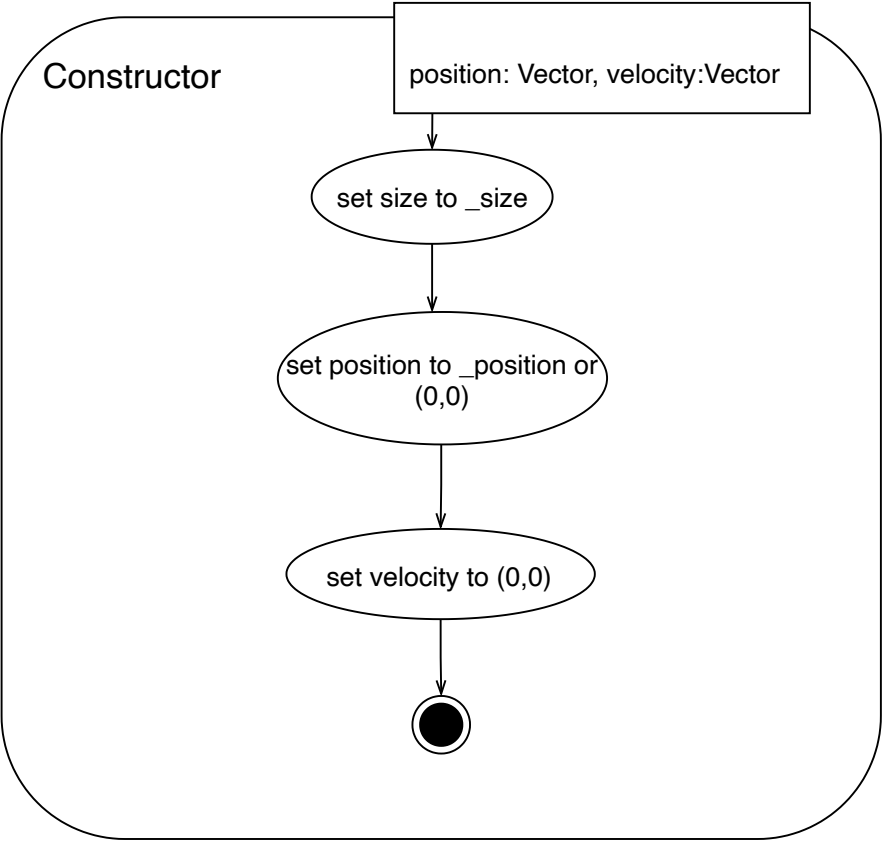 Constructor
position: Vector, velocity:Vector
set size to _size
set position to _position or
(0,0)
set velocity to (0,0)